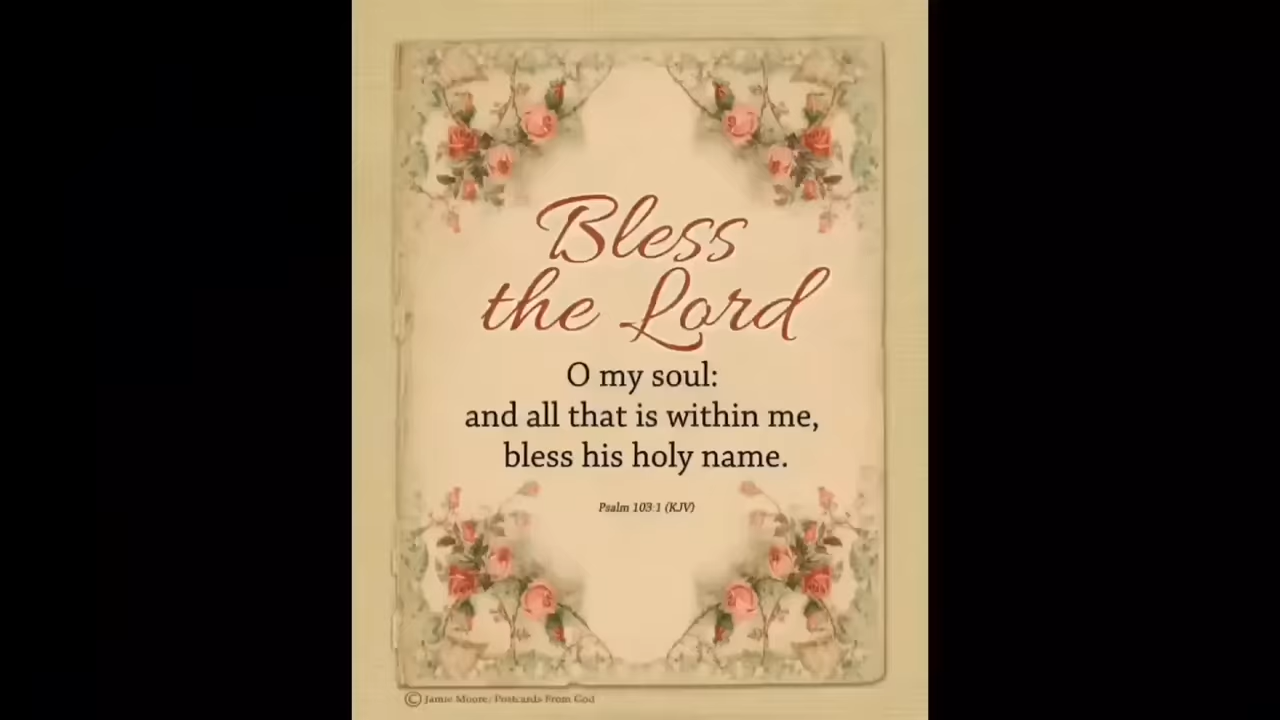 Bless
the Lord
O my soul:
and all that is within me,
bless his holy name.
Psalm 103:1 (KJV)
© Jamie Moore/Postcards From God